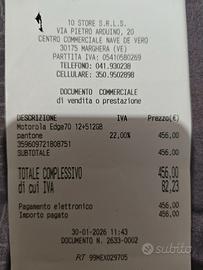 10 STORE S.R.L.S.
VIA PIETRO ARDUINO, 20
CENTRO COMMERCIALE NAVE DE VERO
30175 MARGHERA (VE)
PARTITA IVA: 05410580269
TELEFONO: 041.930238
CELLULARE: 350.9502898
DOCUMENTO COMMERCIALE
di vendita o prestazione
DESCRIZIONE IVA Prezzo(€)
Motorola Edge70 12+512GB
pantone 22,00% 456,00
359609721808751
SUBTOTALE 456,00
TOTALE COMPLESSIVO 456,00
di cui IVA 82,23
Pagamento elettronico 456,00
Importo pagato 456,00
30-01-2026 11:43
DOCUMENTO N. 2633-0002
RT 99MEX029705
subito